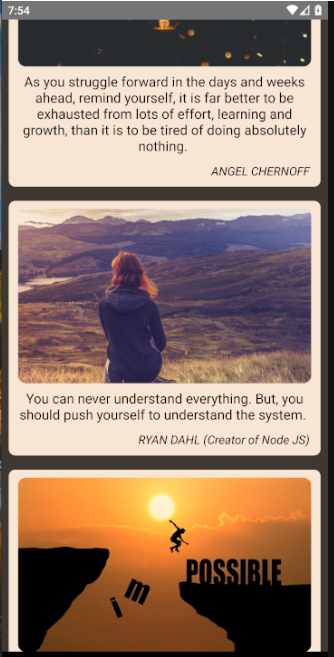 7:54
As you struggle forward in the days and weeks
ahead, remind yourself, it is far better to be
exhausted from lots of effort, learning and
growth, than it is to be tired of doing absolutely
nothing.
ANGEL CHERNOFF
You can never understand everything. But, you
should push yourself to understand the system.
RYAN DAHL (Creator of Node JS)
im
POSSIBLE